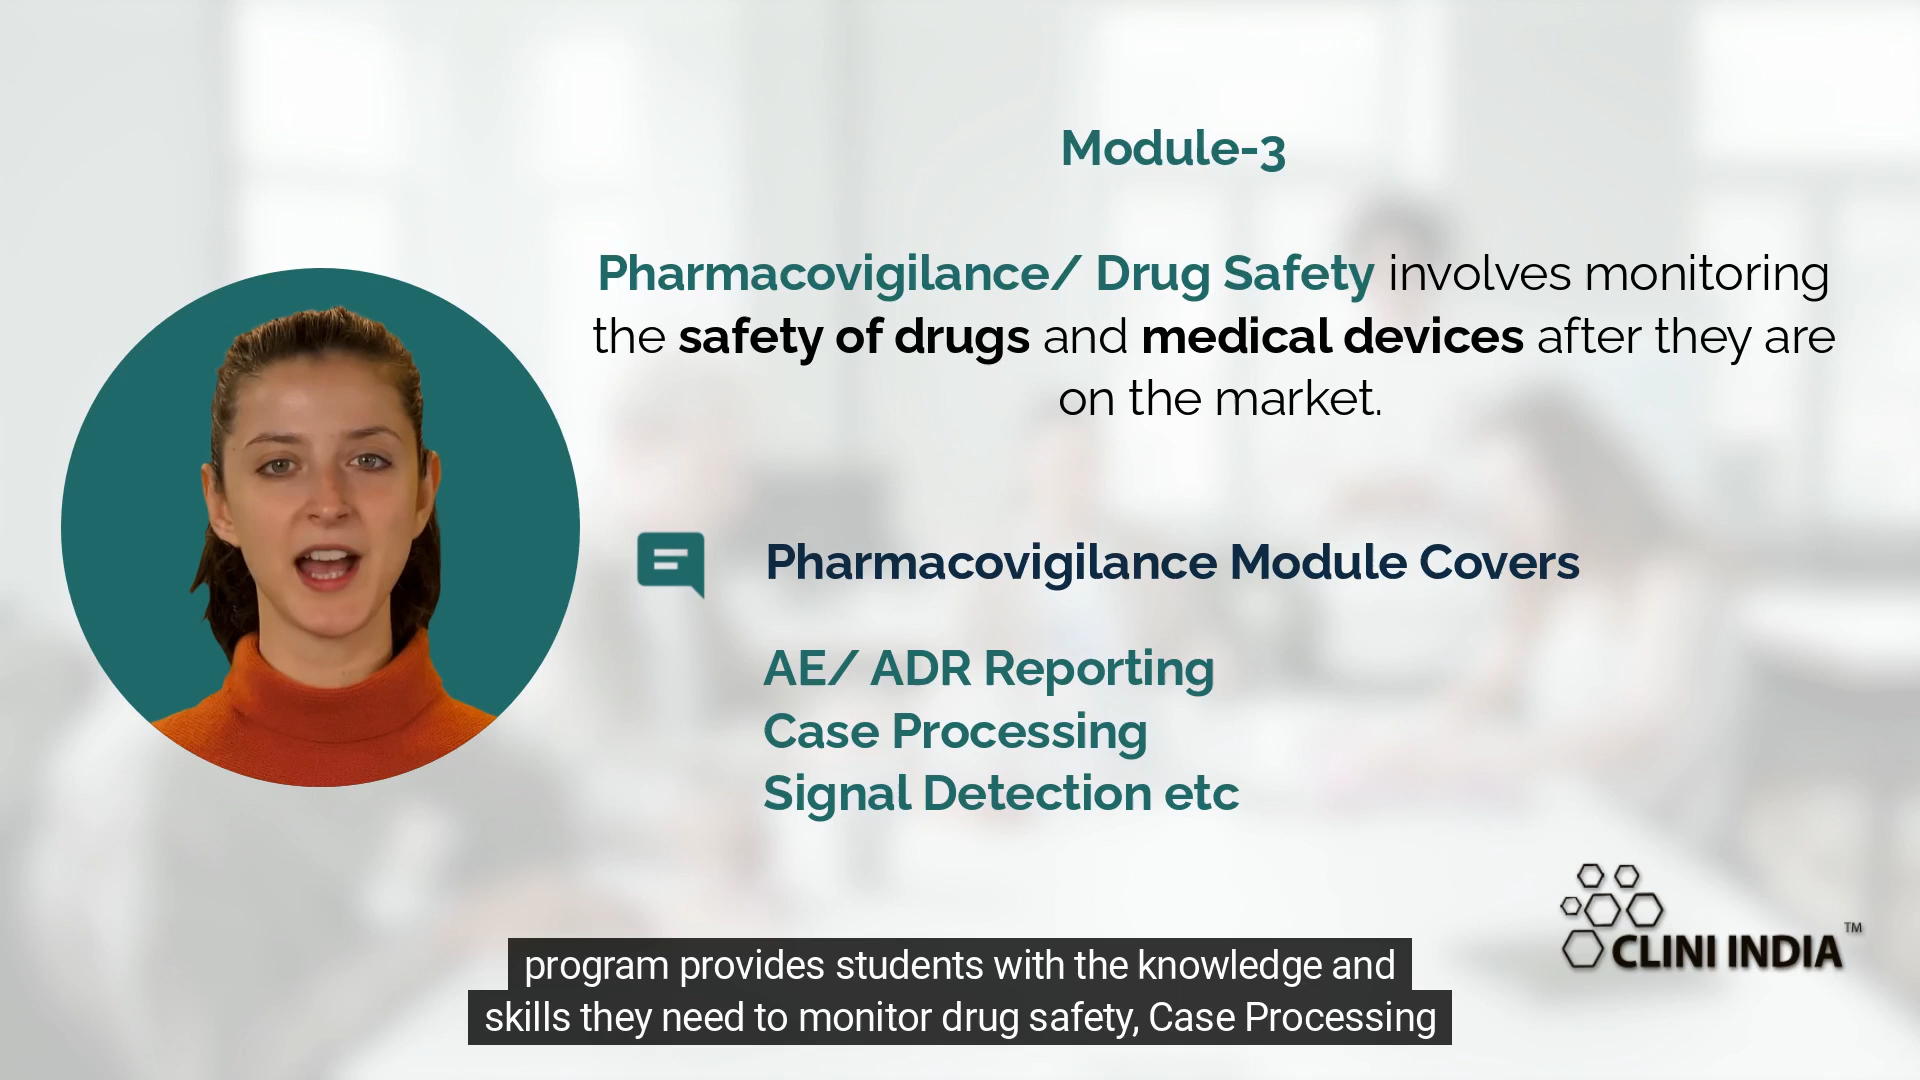 Module-3
Pharmacovigilance/ Drug Safety involves monitoring
the safety of drugs and medical devices after they are
on the market.
Pharmacovigilance Module Covers
AE/ ADR Reporting
Case Processing
Signal Detection etc
CLINI INDIA™
program provides students with the knowledge and
skills they need to monitor drug safety, Case Processing